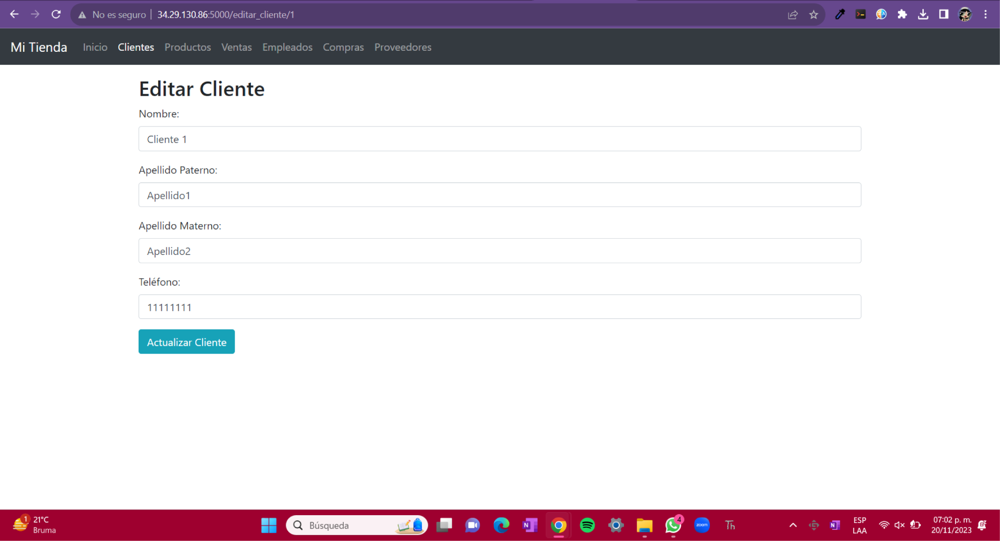 No es seguro | 34.29.130.86:5000/editar_cliente/1
Mi Tienda Inicio Clientes Productos Ventas Empleados Compras Proveedores
Editar Cliente
Nombre:
Cliente 1
Apellido Paterno:
Apellido1
Apellido Materno:
Apellido2
Teléfono:
11111111
Actualizar Cliente
1
21°C
Bruma
Búsqueda
N
4
zoom
Th
N
ESP
LAA
07:02 p. m.
20/11/2023